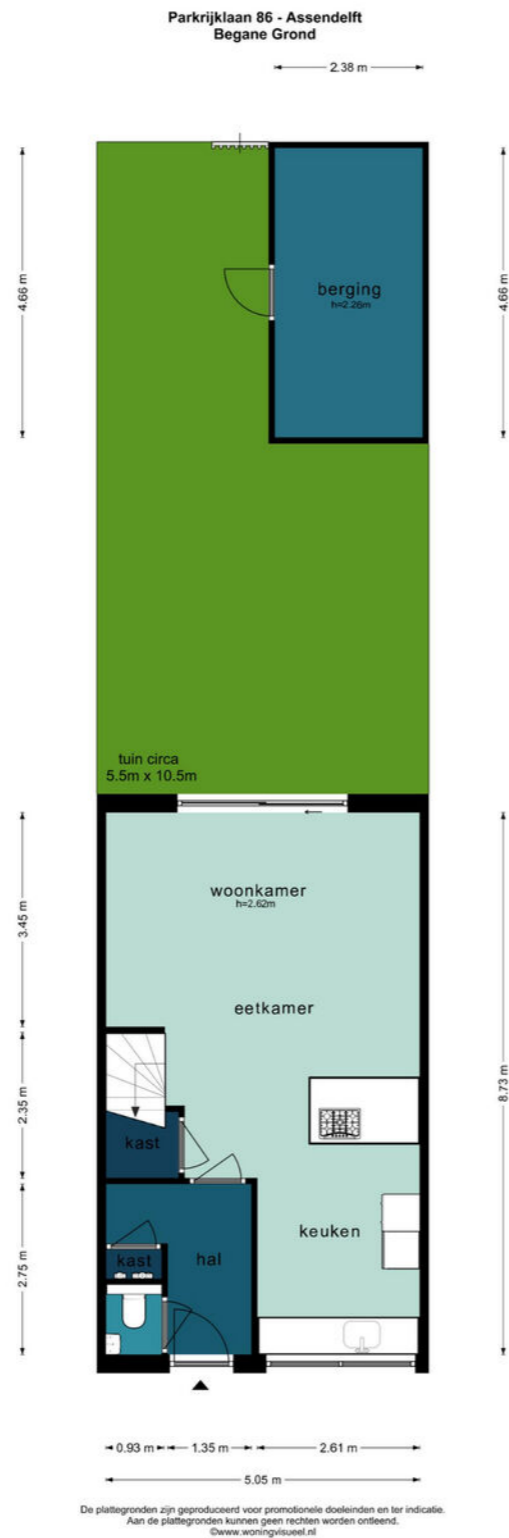 Parkrijklaan 86 - Assendelft
Begane Grond
2.38 m
4.66 m
4.66 m
berging
h=2.26m
tuin circa
5.5m x 10.5m
woonkamer
h=2.62m
3.45 m
eetkamer
8.73 m
2.35 m
kast
keuken
kast
hal
2.75 m
0.93 m
1.35 m
2.61 m
5.05 m
De plattegronden zijn geproduceerd voor promotionele doeleinden en ter indicatie.
Aan de plattegronden kunnen geen rechten worden ontleend.
©www.woningvisueel.nl